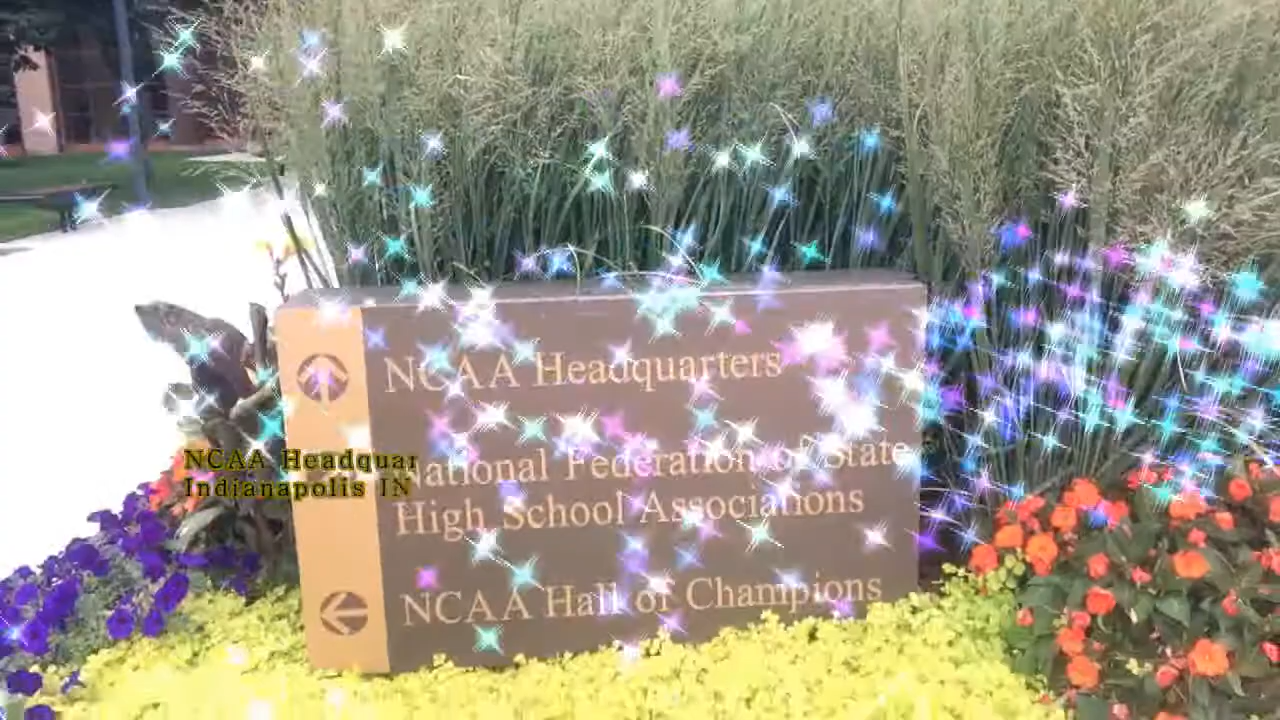 NCAA Headquarters
National Federation of State
High School Associations
NCAA Hall of Champions
NCAA Headquar
Indianapolis IN